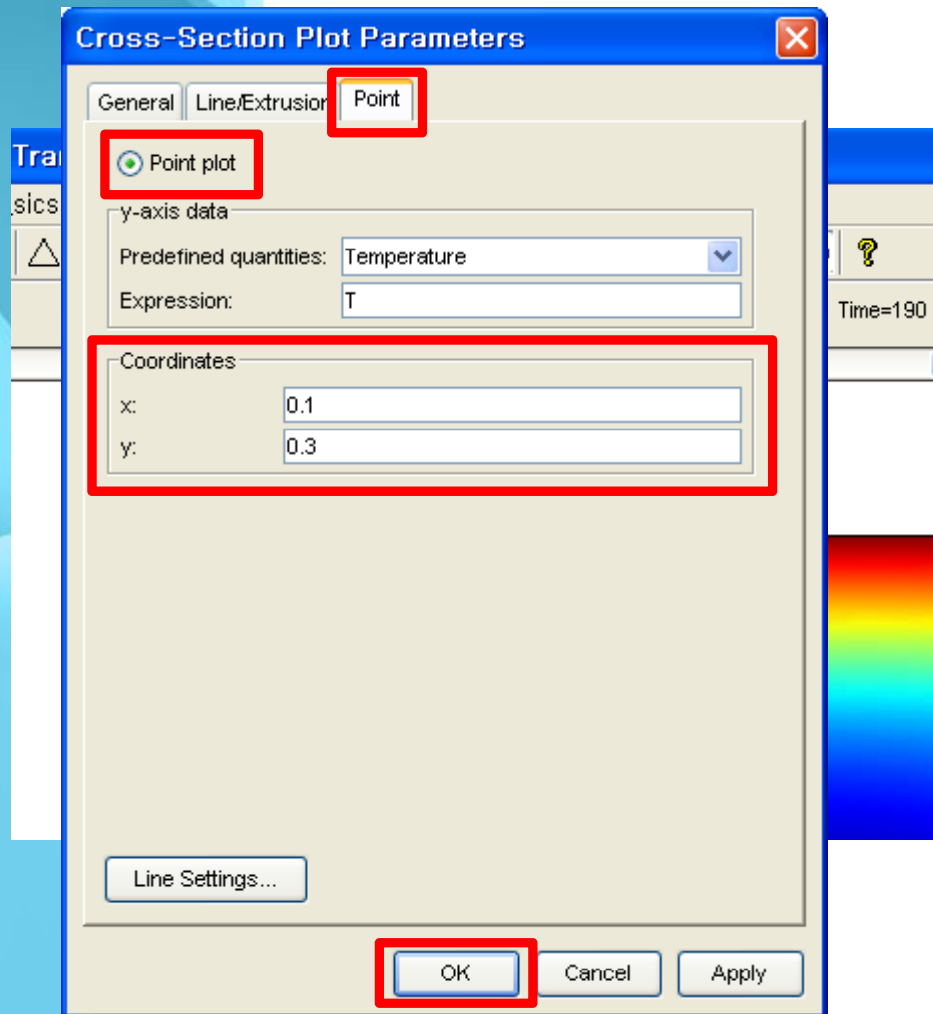 Cross-Section Plot Parameters
General Line/Extrusion Point
Point plot
y-axis data
Predefined quantities: Temperature
Expression: T
Coordinates
x: 0.1
y: 0.3
Line Settings...
OK Cancel Apply
Tra
sics
Time=190